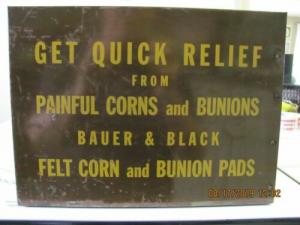 GET QUICK RELIEF
FROM
PAINFUL CORNS and BUNIONS
BAUER & BLACK
FELT CORN and BUNION PADS